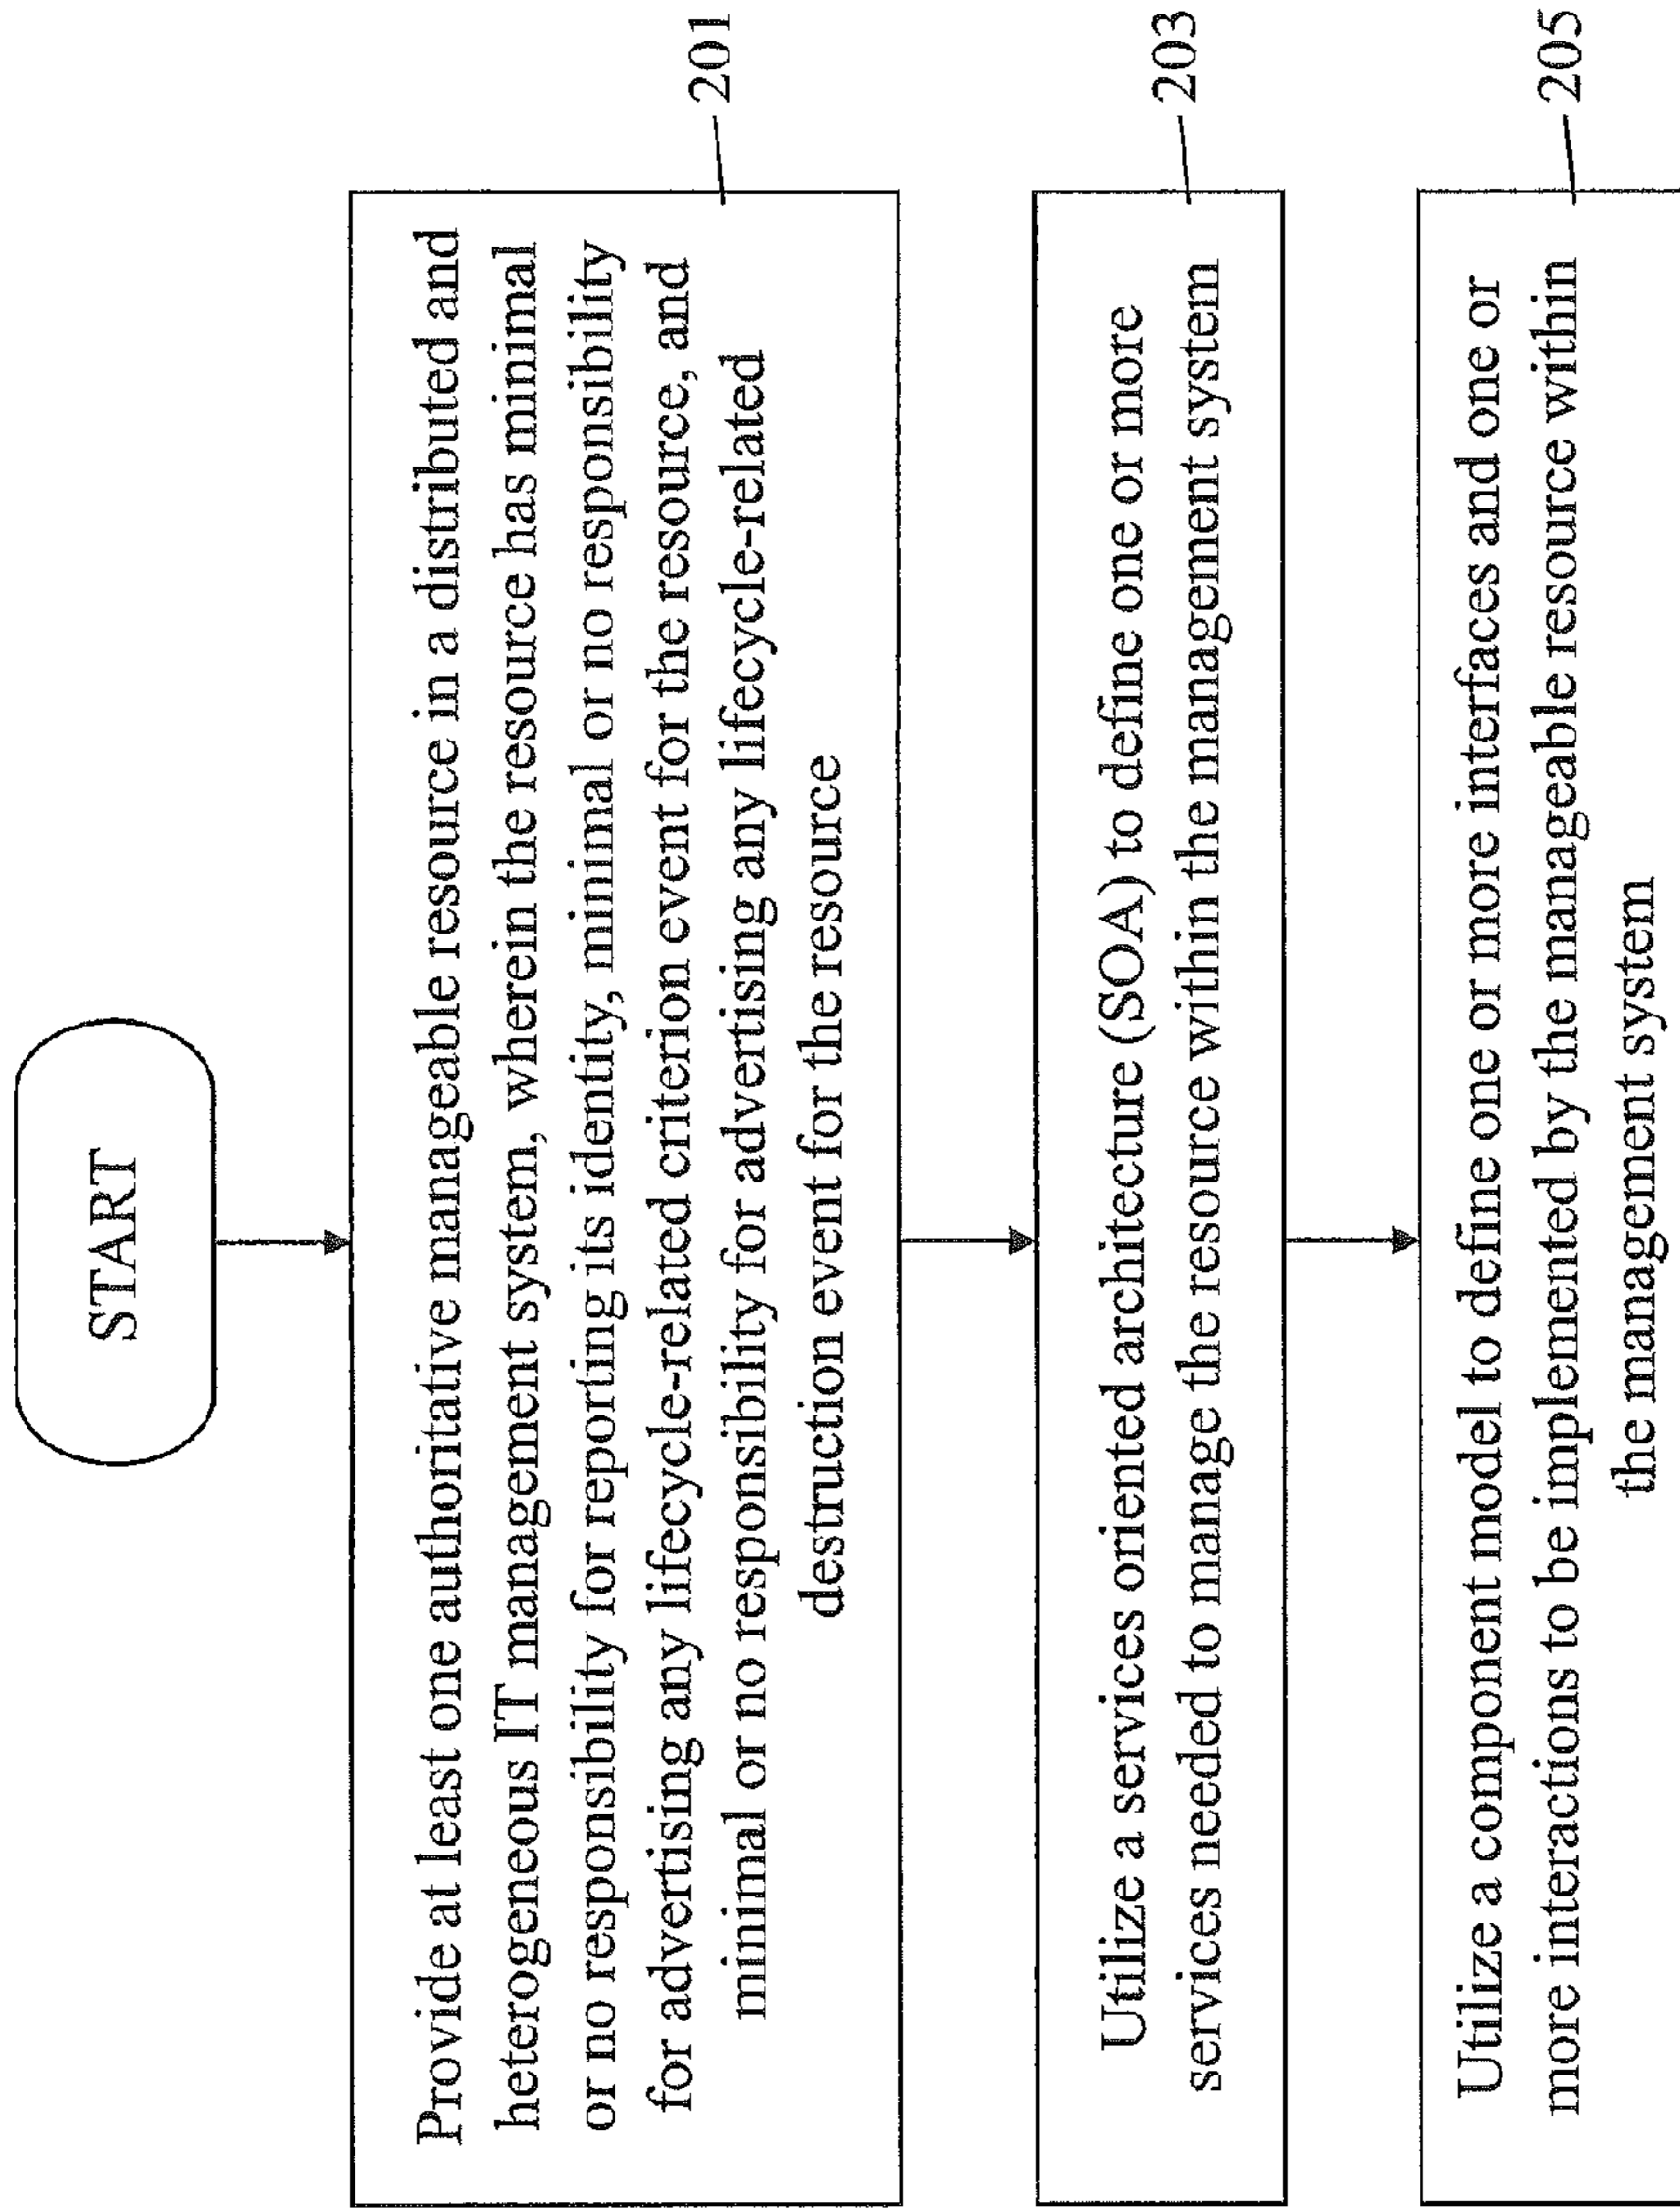 START
Provide at least one authoritative manageable resource in a distributed and
heterogeneous IT management system, wherein the resource has minimal
or no responsibility for reporting its identity, minimal or no responsibility
for advertising any lifecycle-related criterion event for the resource, and
minimal or no responsibility for advertising any lifecycle-related
destruction event for the resource
201
Utilize a services oriented architecture (SOA) to define one or more
services needed to manage the resource within the management system
203
Utilize a component model to define one or more interfaces and one or
more interactions to be implemented by the manageable resource within
the management system
205